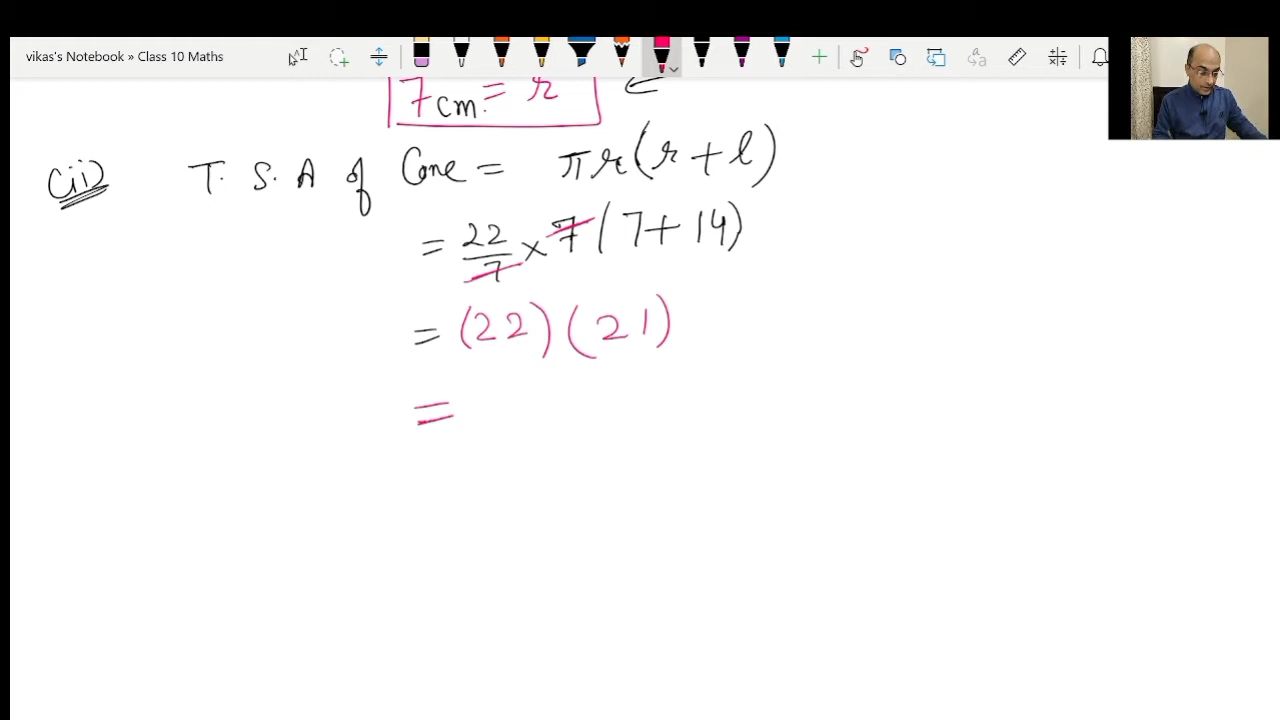 vikas's Notebook » Class 10 Maths
7cm. = r
(ii) T. S. A of Cone = πr(r+l)
= 22/7 × 7(7+14)
= (22)(21)
=